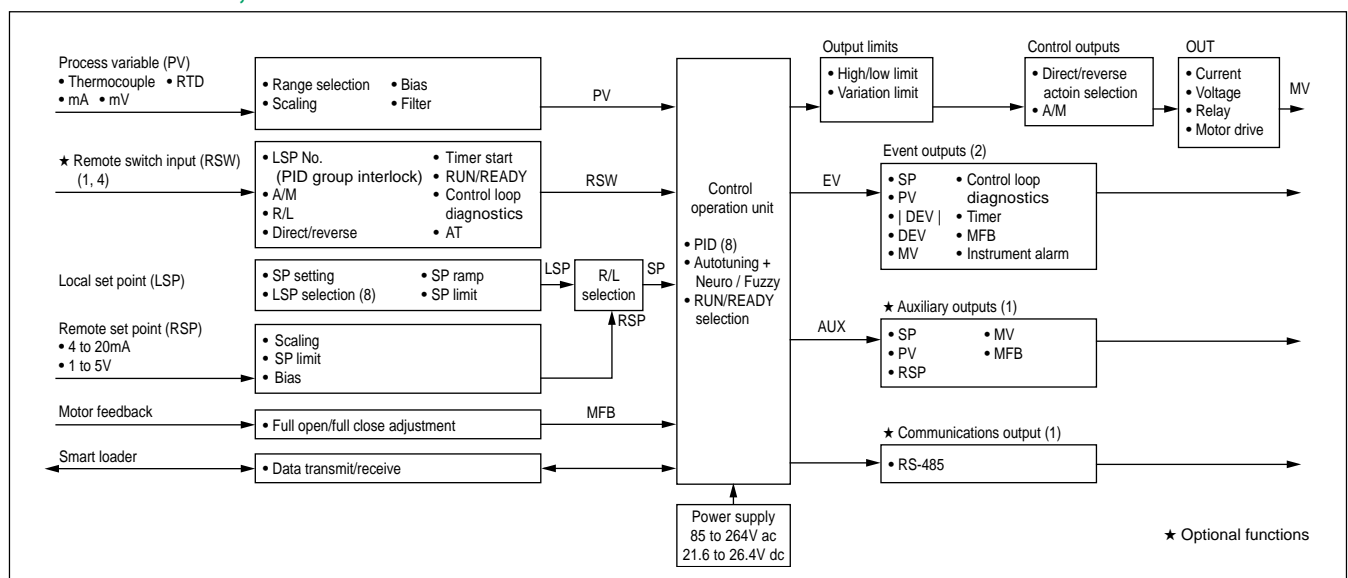 Process variable (PV)
• Thermocouple • RTD
• mA • mV
• Range selection • Bias
• Scaling • Filter
PV
★ Remote switch input (RSW)
(1, 4)
• LSP No.
(PID group interlock)
• A/M
• R/L
• Direct/reverse
• Timer start
• RUN/READY
• Control loop
diagnostics
• AT
RSW
Local set point (LSP)
• SP setting • SP ramp
• LSP selection (8) • SP limit
LSP
R/L
selection
SP
RSP
Remote set point (RSP)
• 4 to 20mA
• 1 to 5V
• Scaling
• SP limit
• Bias
Motor feedback
• Full open/full close adjustment
MFB
Smart loader
• Data transmit/receive
Control
operation unit
• PID (8)
• Autotuning +
Neuro / Fuzzy
• RUN/READY
selection
Power supply
85 to 264V ac
21.6 to 26.4V dc
Output limits
• High/low limit
• Variation limit
Control outputs
• Direct/reverse
actoin selection
• A/M
OUT
• Current
• Voltage
• Relay
• Motor drive
MV
EV
Event outputs (2)
• SP
• PV
• | DEV |
• DEV
• MV
• Control loop
diagnostics
• Timer
• MFB
• Instrument alarm
AUX
★ Auxiliary outputs (1)
• SP • MV
• PV • MFB
• RSP
★ Communications output (1)
• RS-485
★ Optional functions